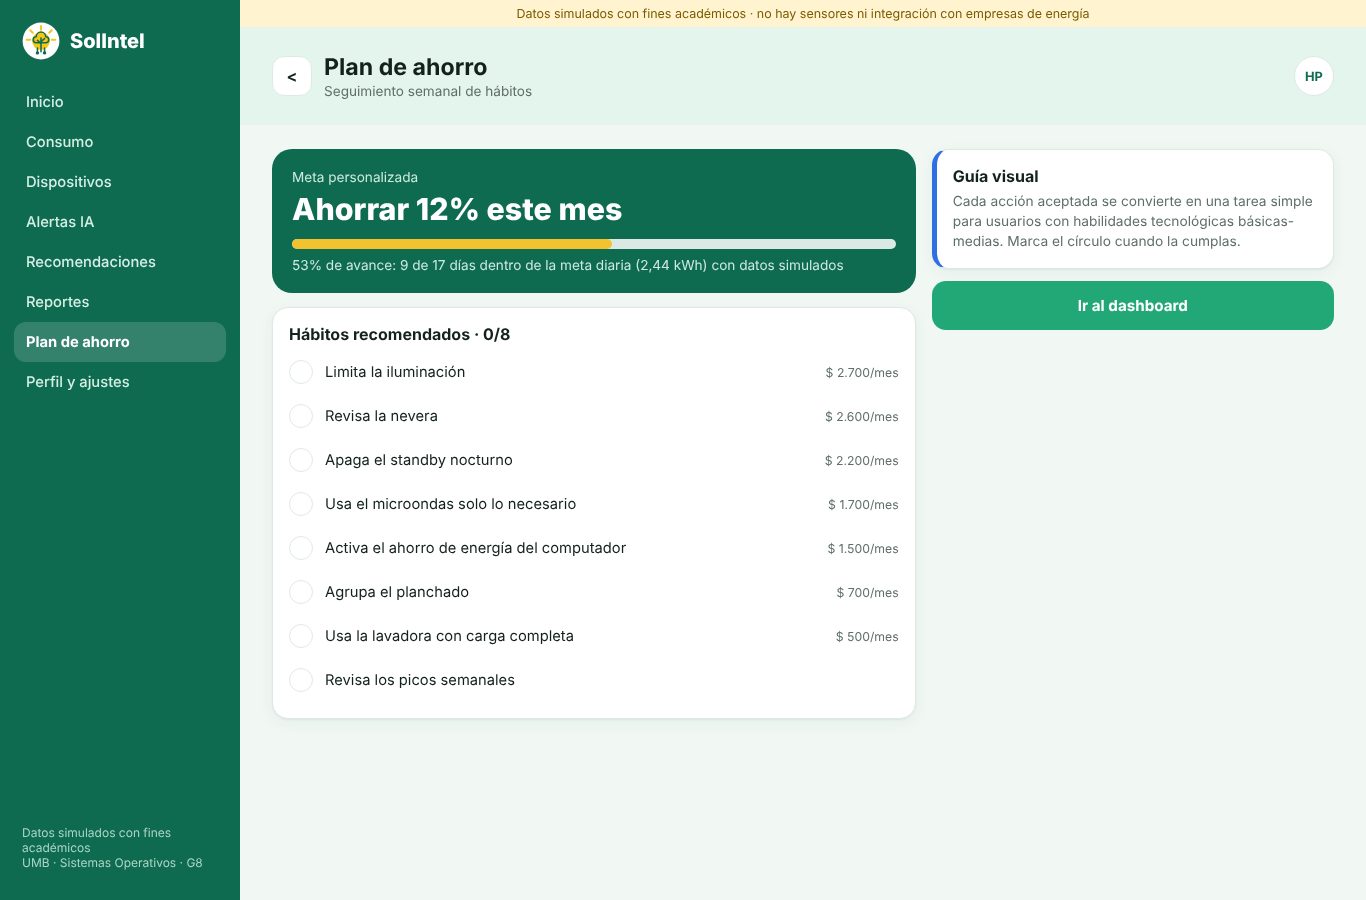 SolIntel
Inicio
Consumo
Dispositivos
Alertas IA
Recomendaciones
Reportes
Plan de ahorro
Perfil y ajustes
Datos simulados con fines
académicos
UMB · Sistemas Operativos · G8
Datos simulados con fines académicos · no hay sensores ni integración con empresas de energía
<
Plan de ahorro
Seguimiento semanal de hábitos
HP
Meta personalizada
Ahorrar 12% este mes
53% de avance: 9 de 17 días dentro de la meta diaria (2,44 kWh) con datos simulados
Hábitos recomendados · 0/8
Limita la iluminación $ 2.700/mes
Revisa la nevera $ 2.600/mes
Apaga el standby nocturno $ 2.200/mes
Usa el microondas solo lo necesario $ 1.700/mes
Activa el ahorro de energía del computador $ 1.500/mes
Agrupa el planchado $ 700/mes
Usa la lavadora con carga completa $ 500/mes
Revisa los picos semanales
Guía visual
Cada acción aceptada se convierte en una tarea simple
para usuarios con habilidades tecnológicas básicas-
medias. Marca el círculo cuando la cumplas.
Ir al dashboard